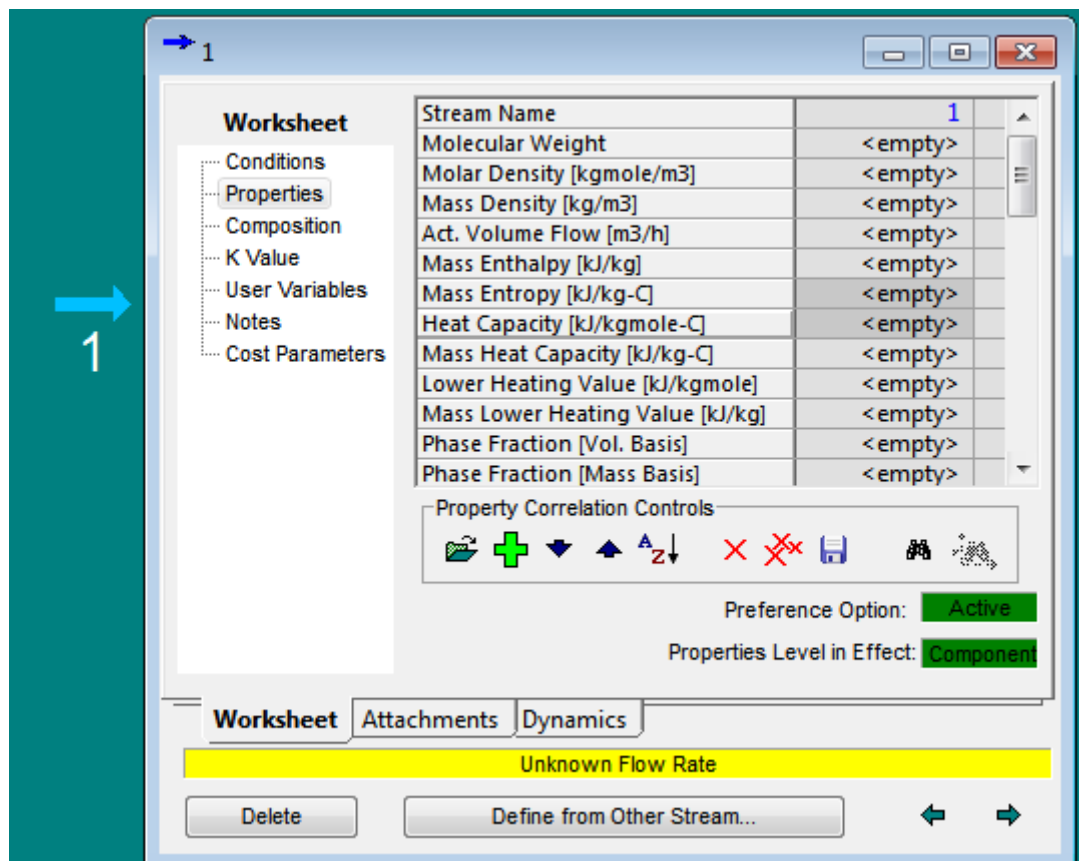 1
Worksheet
Conditions
Properties
Composition
K Value
User Variables
Notes
Cost Parameters
Stream Name 1
Molecular Weight <empty>
Molar Density [kgmole/m3] <empty>
Mass Density [kg/m3] <empty>
Act. Volume Flow [m3/h] <empty>
Mass Enthalpy [kJ/kg] <empty>
Mass Entropy [kJ/kg-C] <empty>
Heat Capacity [kJ/kgmole-C] <empty>
Mass Heat Capacity [kJ/kg-C] <empty>
Lower Heating Value [kJ/kgmole] <empty>
Mass Lower Heating Value [kJ/kg] <empty>
Phase Fraction [Vol. Basis] <empty>
Phase Fraction [Mass Basis] <empty>
1
Property Correlation Controls
Preference Option: Active
Properties Level in Effect: Component
Worksheet Attachments Dynamics
Unknown Flow Rate
Delete Define from Other Stream...